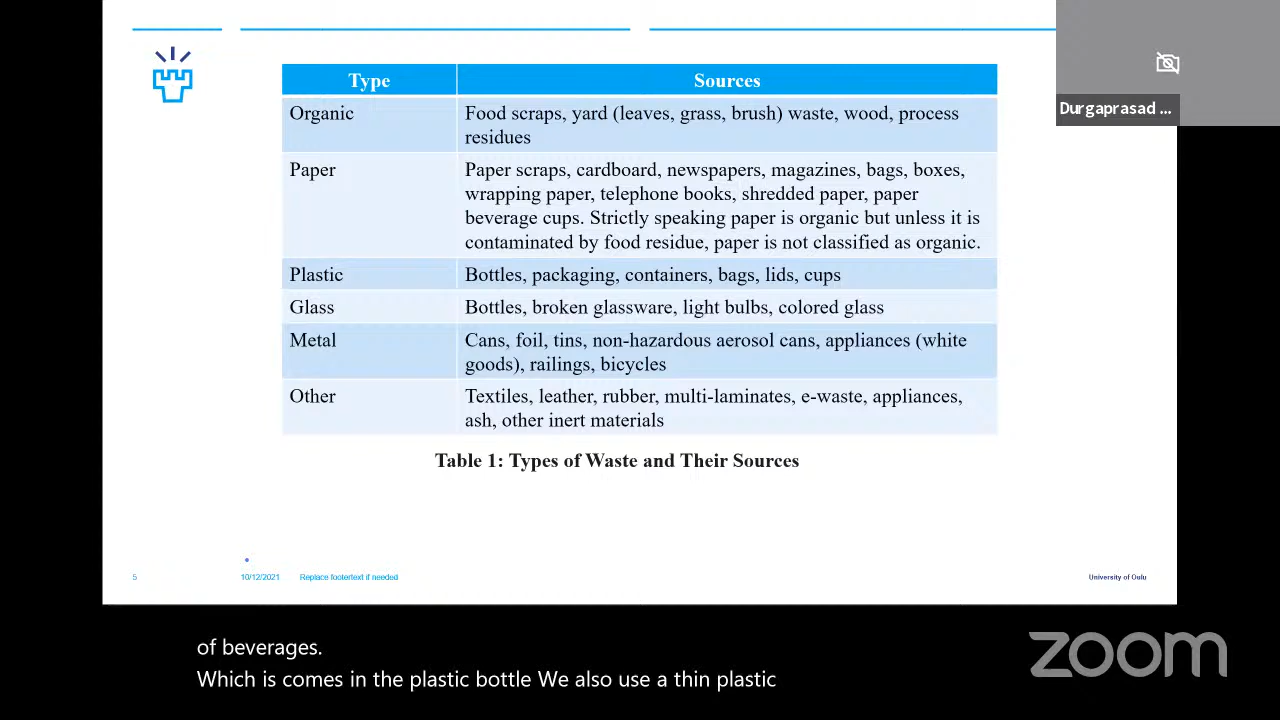 Type Sources
Organic Food scraps, yard (leaves, grass, brush) waste, wood, process
residues
Paper Paper scraps, cardboard, newspapers, magazines, bags, boxes,
wrapping paper, telephone books, shredded paper, paper
beverage cups. Strictly speaking paper is organic but unless it is
contaminated by food residue, paper is not classified as organic.
Plastic Bottles, packaging, containers, bags, lids, cups
Glass Bottles, broken glassware, light bulbs, colored glass
Metal Cans, foil, tins, non-hazardous aerosol cans, appliances (white
goods), railings, bicycles
Other Textiles, leather, rubber, multi-laminates, e-waste, appliances,
ash, other inert materials
Table 1: Types of Waste and Their Sources
5 10/12/2021 Replace footertext if needed University of Oulu
Durgaprasad ...
of beverages.
Which is comes in the plastic bottle We also use a thin plastic
zoom